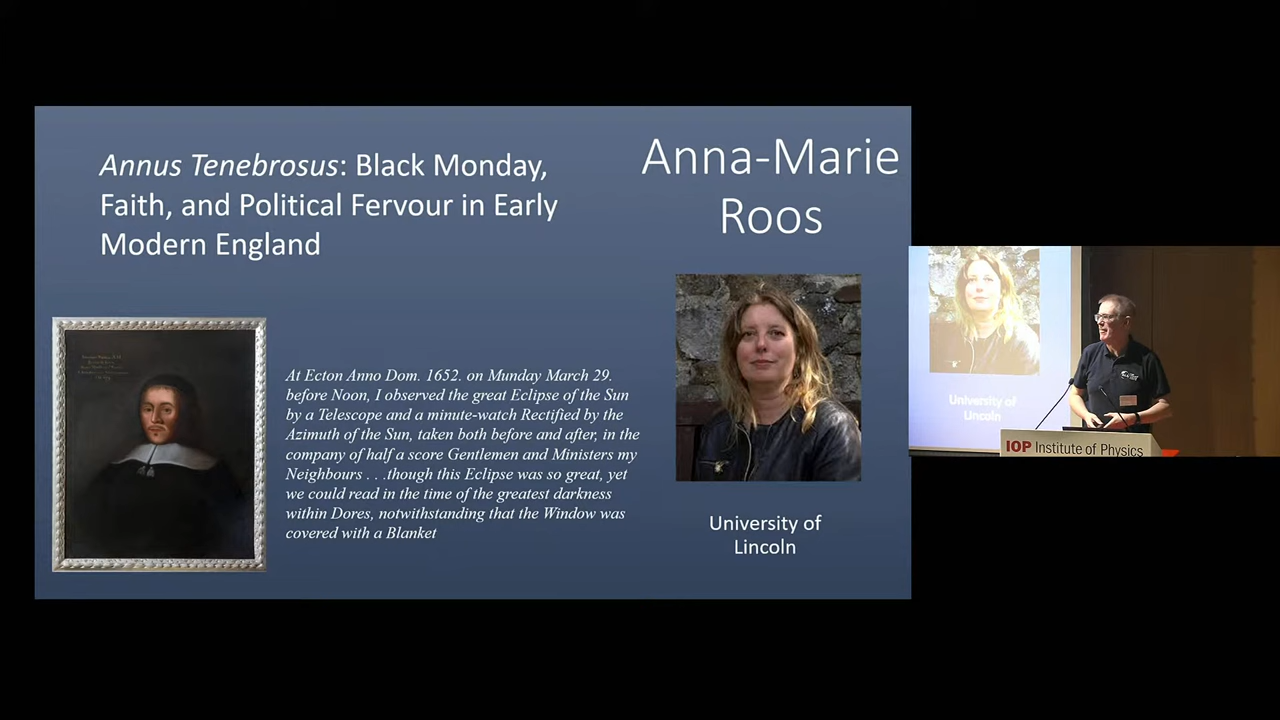 Annus Tenebrosus: Black Monday,
Faith, and Political Fervour in Early
Modern England
Anna-Marie
Roos
At Ecton Anno Dom. 1652. on Munday March 29.
before Noon, I observed the great Eclipse of the Sun
by a Telescope and a minute-watch Rectified by the
Azimuth of the Sun, taken both before and after, in the
company of half a score Gentlemen and Ministers my
Neighbours . . .though this Eclipse was so great, yet
we could read in the time of the greatest darkness
within Dores, notwithstanding that the Window was
covered with a Blanket
University of
Lincoln
University of
Lincoln
IOP Institute of Physics